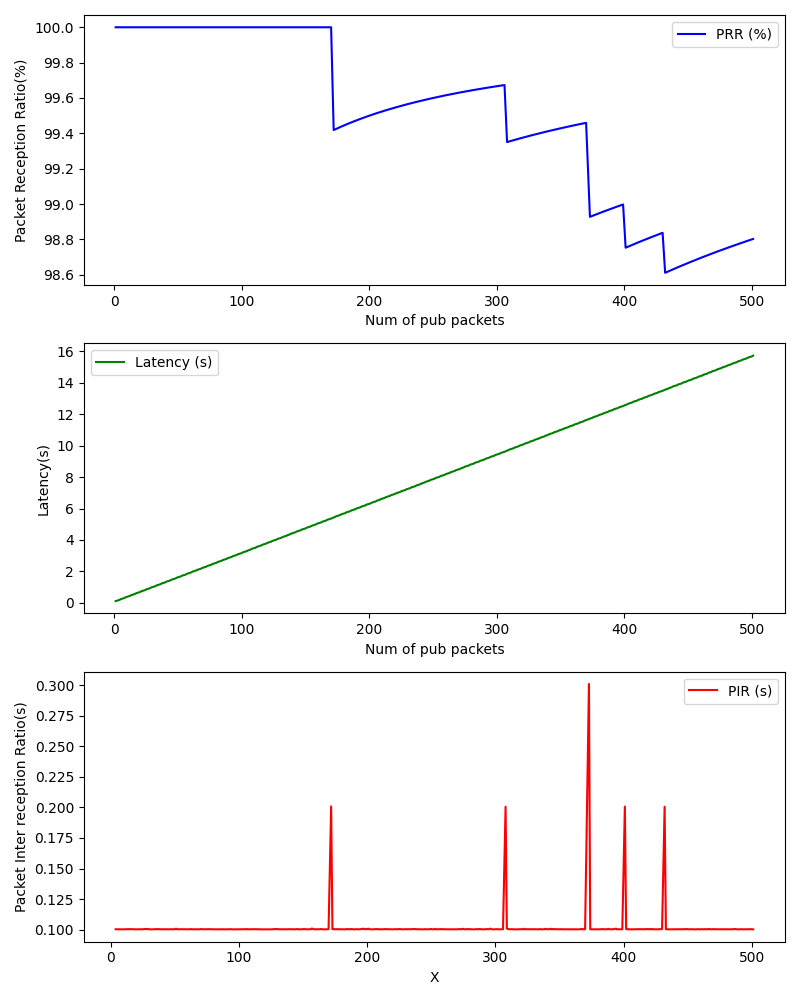 100.0
99.8
99.6
99.4
99.2
99.0
98.8
98.6
Packet Reception Ratio(%)
PRR (%)
0 100 200 300 400 500
Num of pub packets
16
14
12
10
8
6
4
2
0
Latency(s)
Latency (s)
0 100 200 300 400 500
Num of pub packets
0.300
0.275
0.250
0.225
0.200
0.175
0.150
0.125
0.100
Packet Inter reception Ratio(s)
PIR (s)
0 100 200 300 400 500
X